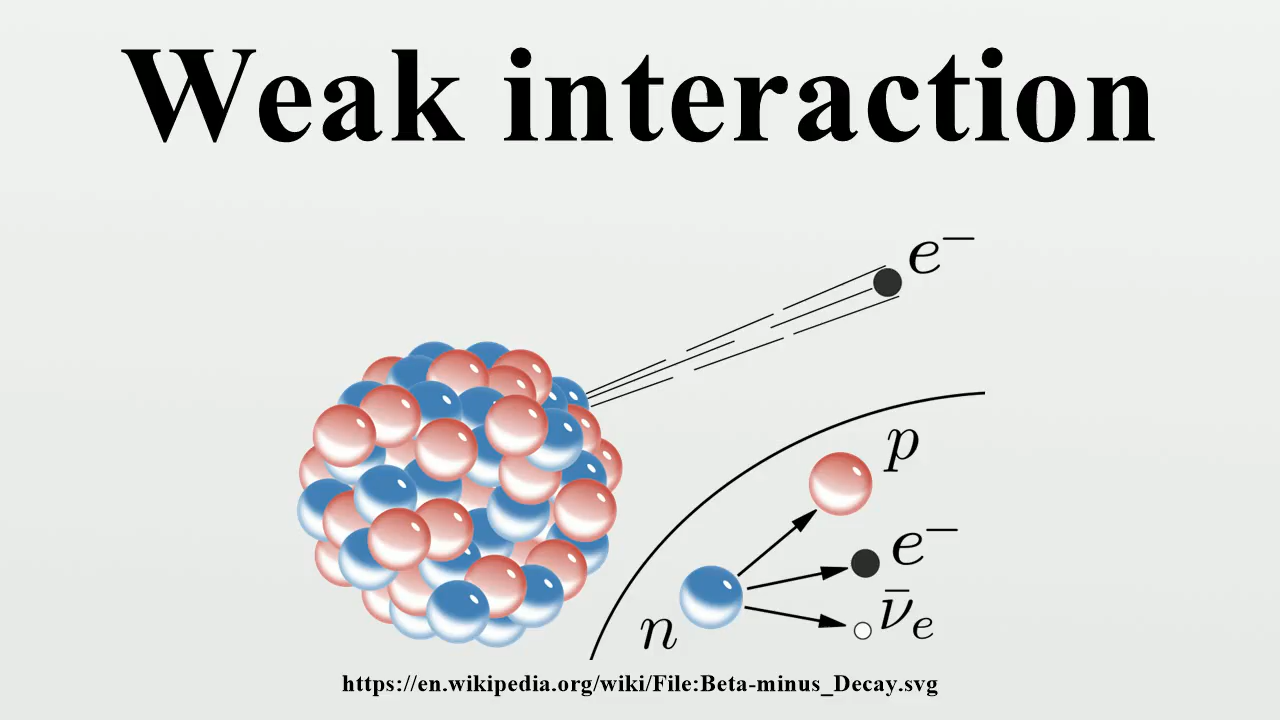 Weak interaction
e⁻
p
e⁻
ν̄ₑ
n
https://en.wikipedia.org/wiki/File:Beta-minus_Decay.svg